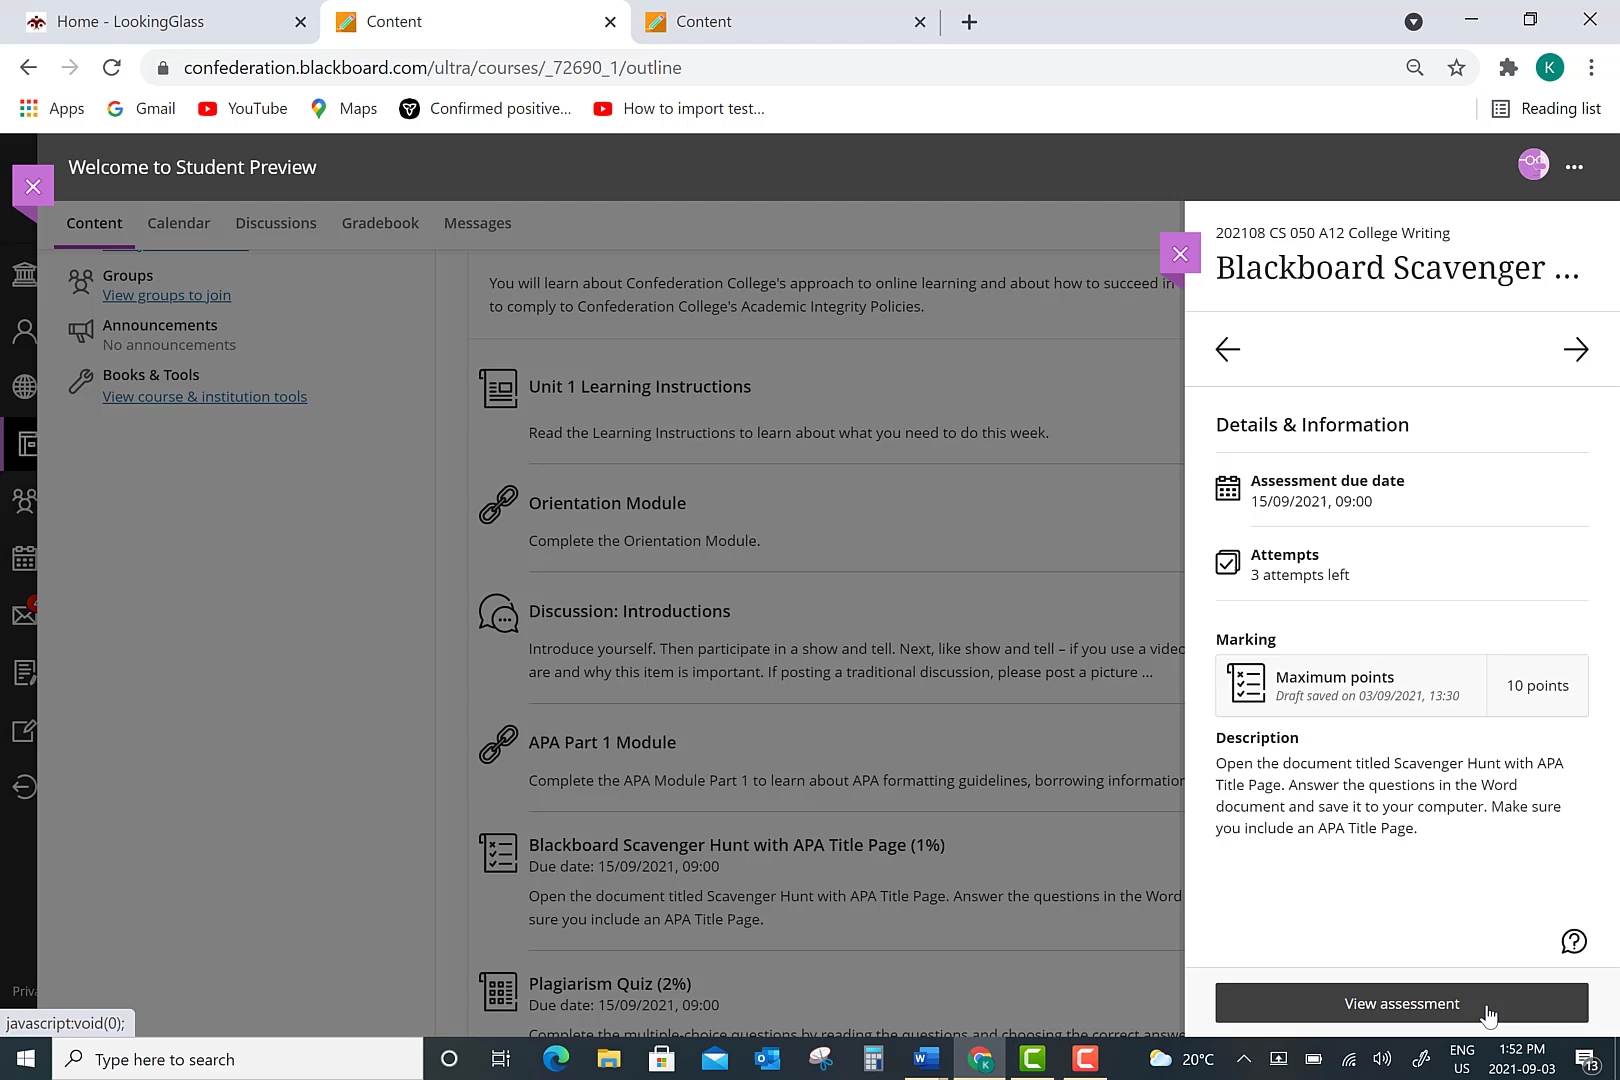 Home - LookingGlass
Content
Content
confederation.blackboard.com/ultra/courses/_72690_1/outline
K
Apps
Gmail
YouTube
Maps
Confirmed positive...
How to import test...
Reading list
Welcome to Student Preview
Content
Calendar
Discussions
Gradebook
Messages
Groups
View groups to join
Announcements
No announcements
Books & Tools
View course & institution tools
You will learn about Confederation College's approach to online learning and about how to succeed in
to comply to Confederation College's Academic Integrity Policies.
Unit 1 Learning Instructions
Read the Learning Instructions to learn about what you need to do this week.
Orientation Module
Complete the Orientation Module.
Discussion: Introductions
Introduce yourself. Then participate in a show and tell. Next, like show and tell – if you use a video
are and why this item is important. If posting a traditional discussion, please post a picture ...
APA Part 1 Module
Complete the APA Module Part 1 to learn about APA formatting guidelines, borrowing information
Blackboard Scavenger Hunt with APA Title Page (1%)
Due date: 15/09/2021, 09:00
Open the document titled Scavenger Hunt with APA Title Page. Answer the questions in the Word
sure you include an APA Title Page.
Plagiarism Quiz (2%)
Due date: 15/09/2021, 09:00
Complete the multiple-choice questions by reading the questions and choosing the correct answe
202108 CS 050 A12 College Writing
Blackboard Scavenger ...
Details & Information
Assessment due date
15/09/2021, 09:00
Attempts
3 attempts left
Marking
Maximum points
Draft saved on 03/09/2021, 13:30
10 points
Description
Open the document titled Scavenger Hunt with APA
Title Page. Answer the questions in the Word
document and save it to your computer. Make sure
you include an APA Title Page.
View assessment
Priva
javascript:void(0);
Type here to search
20°C
ENG
US
1:52 PM
2021-09-03
13